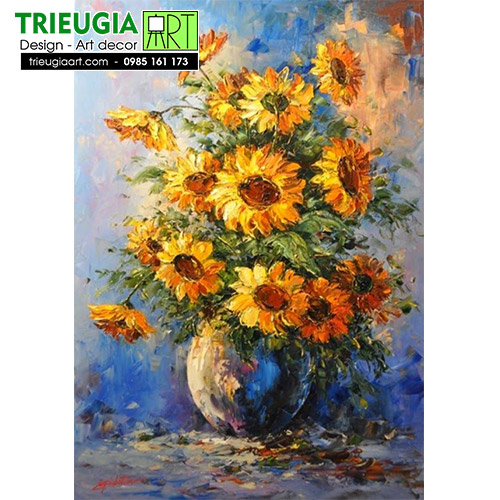 TRIEUGIA ART
Design - Art decor
trieugiaart.com - 0985 161 173